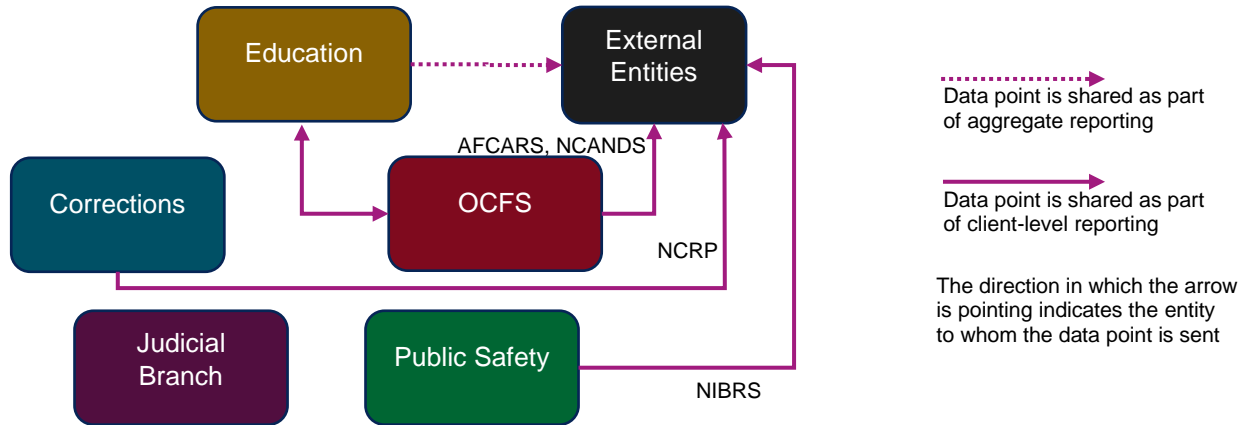 Education
External
Entities
AFCARS, NCANDS
Corrections
OCFS
NCRP
Judicial
Branch
Public Safety
NIBRS
Data point is shared as part
of aggregate reporting
Data point is shared as part
of client-level reporting
The direction in which the arrow
is pointing indicates the entity
to whom the data point is sent